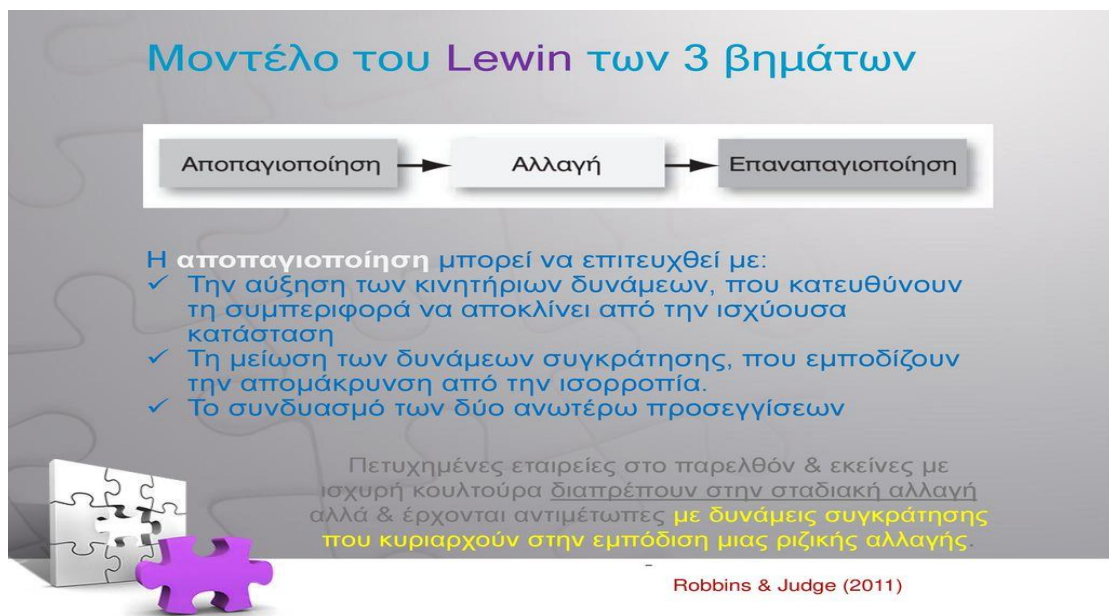 Μοντέλο του Lewin των 3 βημάτων
Αποπαγιοποίηση Αλλαγή Επαναπαγιοποίηση
Η αποπαγιοποίηση μπορεί να επιτευχθεί με:
✓ Την αύξηση των κινητήριων δυνάμεων, που κατευθύνουν
τη συμπεριφορά να αποκλίνει από την ισχύουσα
κατάσταση
✓ Τη μείωση των δυνάμεων συγκράτησης, που εμποδίζουν
την απομάκρυνση από την ισορροπία.
✓ Το συνδυασμό των δύο ανωτέρω προσεγγίσεων
Πετυχημένες εταιρείες στο παρελθόν & εκείνες με
ισχυρή κουλτούρα διαπρέπουν στην σταδιακή αλλαγή
αλλά & έρχονται αντιμέτωπες με δυνάμεις συγκράτησης
που κυριαρχούν στην εμπόδιση μιας ριζικής αλλαγής.
Robbins & Judge (2011)